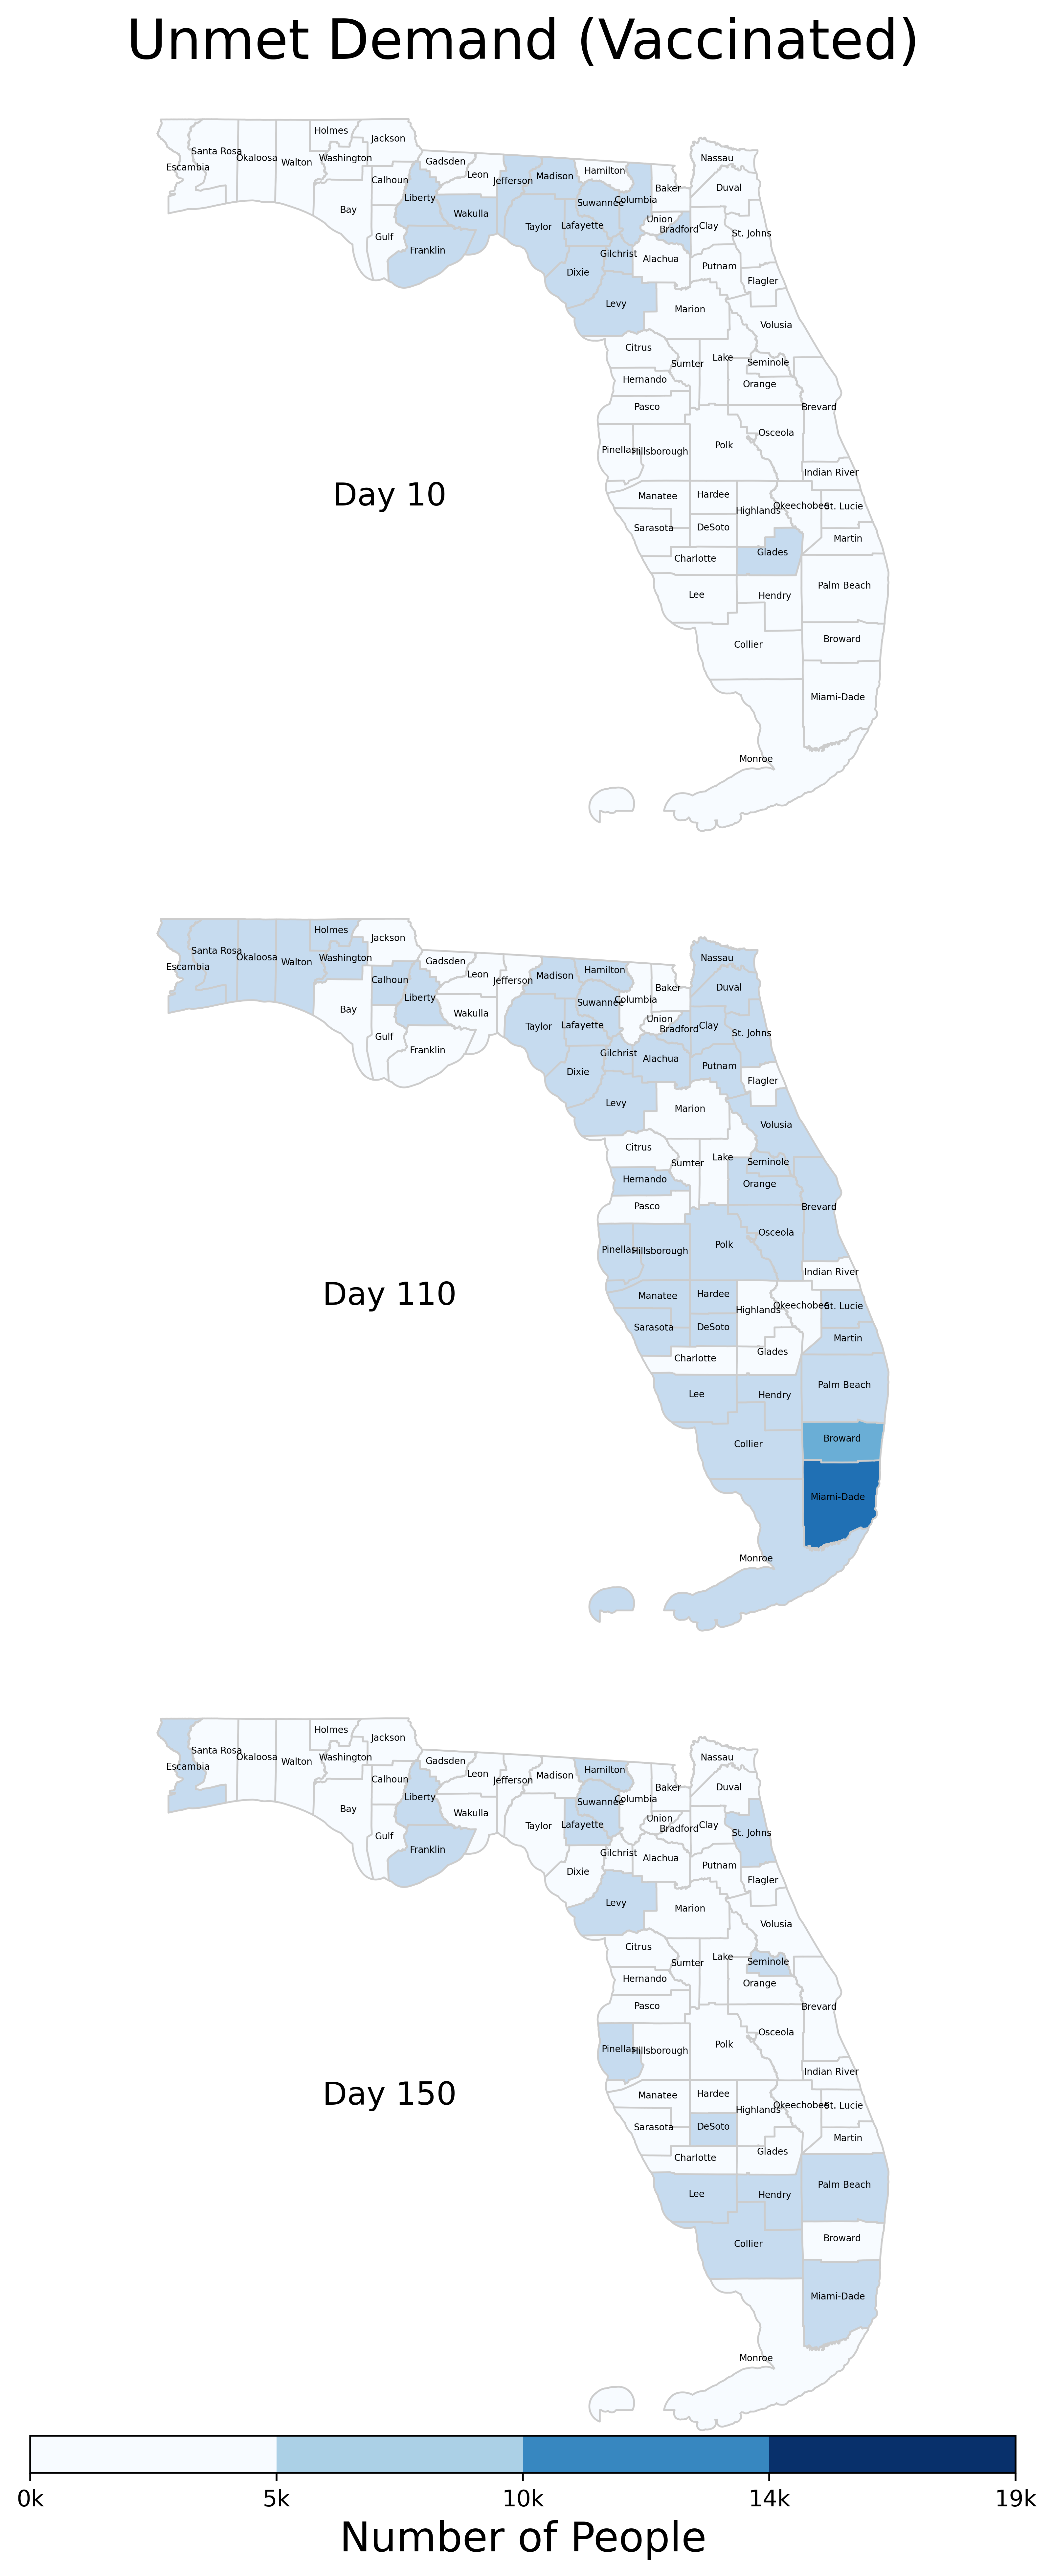 Unmet Demand (Vaccinated)
Holmes
Jackson
Santa Rosa
Okaloosa
Walton
Washington
Escambia
Gadsden
Leon
Jefferson
Madison
Hamilton
Nassau
Calhoun
Liberty
Bay
Wakulla
Gulf
Franklin
Suwannee
Columbia
Baker
Duval
Taylor
Lafayette
Union
Bradford
Clay
St. Johns
Gilchrist
Alachua
Putnam
Dixie
Flagler
Levy
Marion
Volusia
Citrus
Sumter
Lake
Seminole
Hernando
Orange
Pasco
Brevard
Osceola
Pinellas
Hillsborough
Polk
Indian River
Day 10
Manatee
Hardee
Highlands
Okeechobee
St. Lucie
Sarasota
DeSoto
Martin
Charlotte
Glades
Lee
Hendry
Palm Beach
Collier
Broward
Miami-Dade
Monroe
Holmes
Jackson
Santa Rosa
Okaloosa
Walton
Washington
Escambia
Gadsden
Leon
Jefferson
Madison
Hamilton
Nassau
Calhoun
Liberty
Bay
Wakulla
Gulf
Franklin
Suwannee
Columbia
Baker
Duval
Taylor
Lafayette
Union
Bradford
Clay
St. Johns
Gilchrist
Alachua
Putnam
Dixie
Flagler
Levy
Marion
Volusia
Citrus
Sumter
Lake
Seminole
Hernando
Orange
Pasco
Brevard
Osceola
Pinellas
Hillsborough
Polk
Indian River
Day 110
Manatee
Hardee
Highlands
Okeechobee
St. Lucie
Sarasota
DeSoto
Martin
Charlotte
Glades
Lee
Hendry
Palm Beach
Collier
Broward
Miami-Dade
Monroe
Holmes
Jackson
Santa Rosa
Okaloosa
Walton
Washington
Escambia
Gadsden
Leon
Jefferson
Madison
Hamilton
Nassau
Calhoun
Liberty
Bay
Wakulla
Gulf
Franklin
Suwannee
Columbia
Baker
Duval
Taylor
Lafayette
Union
Bradford
Clay
St. Johns
Gilchrist
Alachua
Putnam
Dixie
Flagler
Levy
Marion
Volusia
Citrus
Sumter
Lake
Seminole
Hernando
Orange
Pasco
Brevard
Osceola
Pinellas
Hillsborough
Polk
Indian River
Day 150
Manatee
Hardee
Highlands
Okeechobee
St. Lucie
Sarasota
DeSoto
Martin
Charlotte
Glades
Lee
Hendry
Palm Beach
Collier
Broward
Miami-Dade
Monroe
0k 5k 10k 14k 19k
Number of People